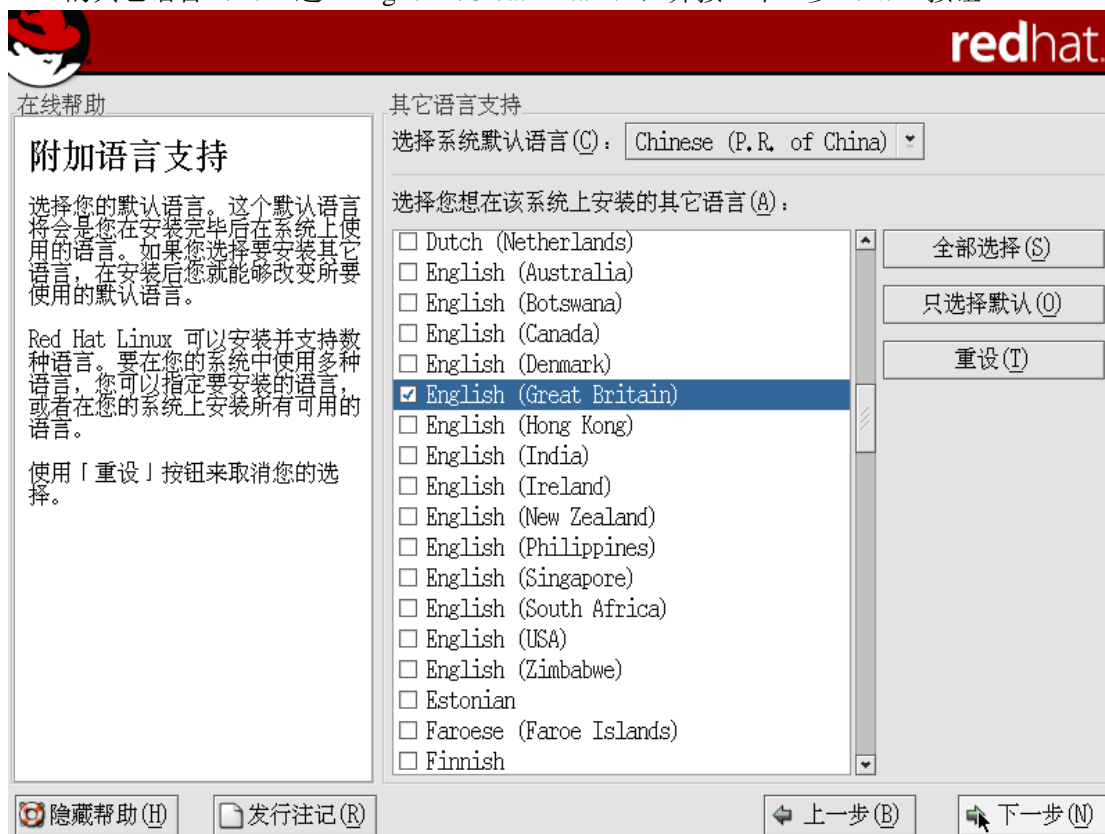 redhat.
在线帮助
附加语言支持
选择您的默认语言。这个默认语言
将会是您在安装完毕后在系统上使
用的语言。如果您选择要安装其它
语言，在安装后您就能够改变所要
使用的默认语言。
Red Hat Linux 可以安装并支持数
种语言。要在您的系统中使用多种
语言，您可以指定要安装的语言，
或者在您的系统上安装所有可用的
语言。
使用「重设」按钮来取消您的选
择。
其它语言支持
选择系统默认语言(C)： Chinese (P.R. of China)
选择您想在该系统上安装的其它语言(A)：
Dutch (Netherlands)
English (Australia)
English (Botswana)
English (Canada)
English (Denmark)
English (Great Britain)
English (Hong Kong)
English (India)
English (Ireland)
English (New Zealand)
English (Philippines)
English (Singapore)
English (South Africa)
English (USA)
English (Zimbabwe)
Estonian
Faroese (Faroe Islands)
Finnish
全部选择(S)
只选择默认(O)
重设(T)
隐藏帮助(H)
发行注记(R)
上一步(B)
下一步(N)